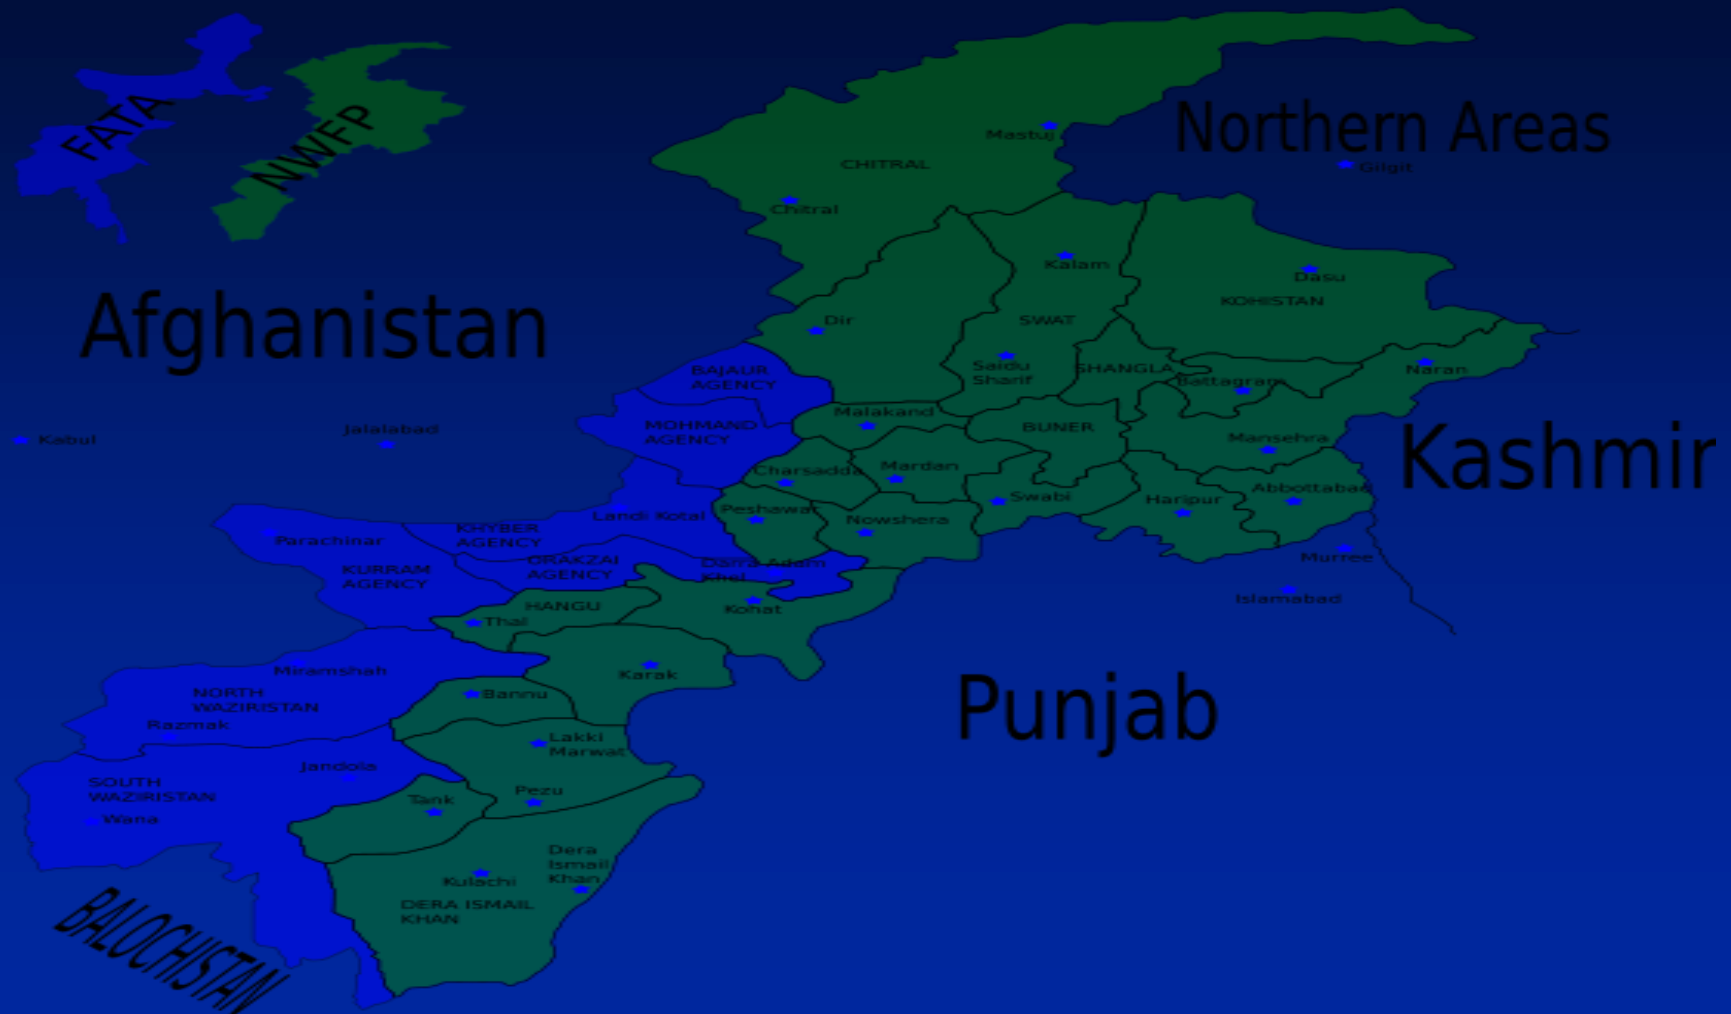 FATA
NWFP
Northern Areas
Mastuj
CHITRAL
Gilgit
Chitral
Kalam
Dasu
KOHISTAN
Afghanistan
Dir
SWAT
Saidu
Sharif
SHANGLA
Naran
BAJAUR
AGENCY
Battagram
Malakand
MOHMAND
AGENCY
BUNER
Kabul
Jalalabad
Mansehra
Kashmir
Charsadda
Mardan
Swabi
Haripur
Abbottabad
Landi Kotal
Peshawar
Nowshera
Parachinar
KHYBER
AGENCY
Murree
KURRAM
AGENCY
ORAKZAI
AGENCY
Darra Adam
Khel
Islamabad
HANGU
Kohat
Thal
Miramshah
Karak
NORTH
WAZIRISTAN
Bannu
Punjab
Razmak
Lakki
Marwat
Jandola
SOUTH
WAZIRISTAN
Tank
Pezu
Wana
Dera
Ismail
Khan
Kulachi
DERA ISMAIL
KHAN
BALOCHISTAN